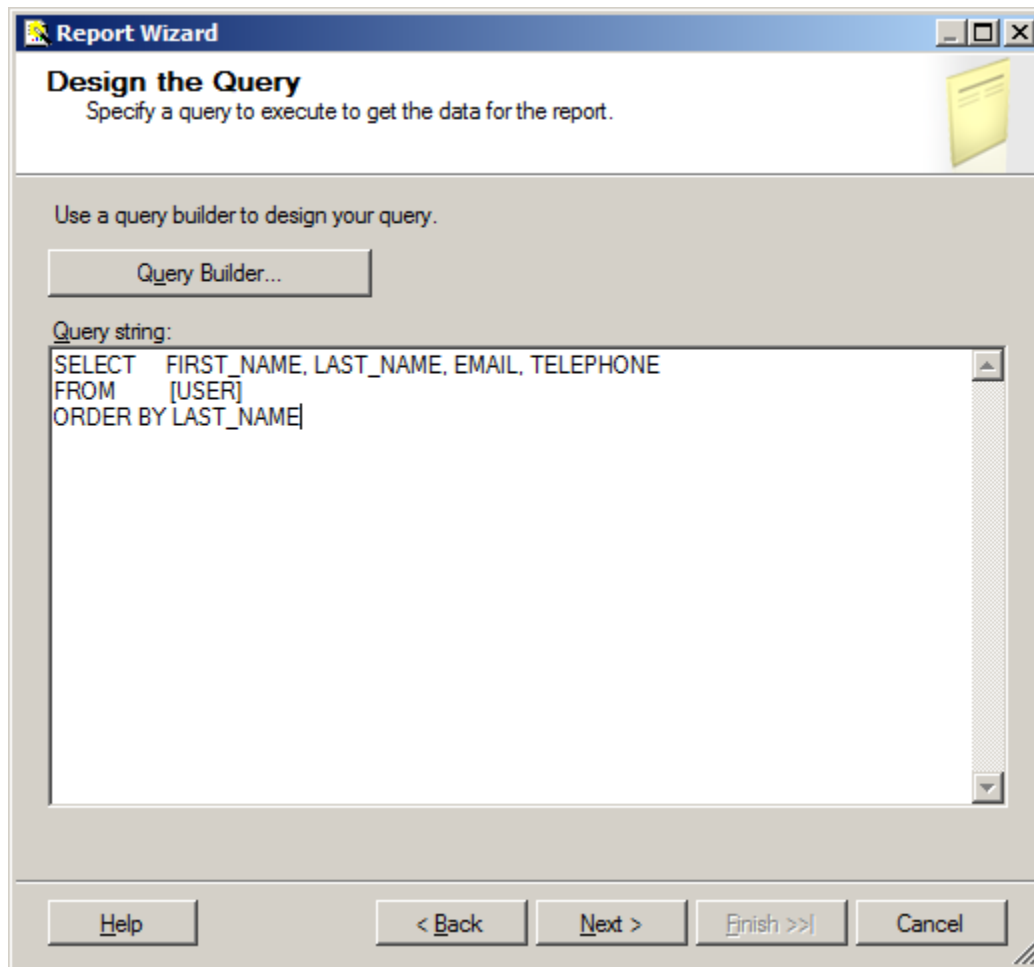 Report Wizard
Design the Query
Specify a query to execute to get the data for the report.
Use a query builder to design your query.
Query Builder...
Query string:
SELECT FIRST_NAME, LAST_NAME, EMAIL, TELEPHONE
FROM [USER]
ORDER BY LAST_NAME
Help < Back Next > Finish >>| Cancel